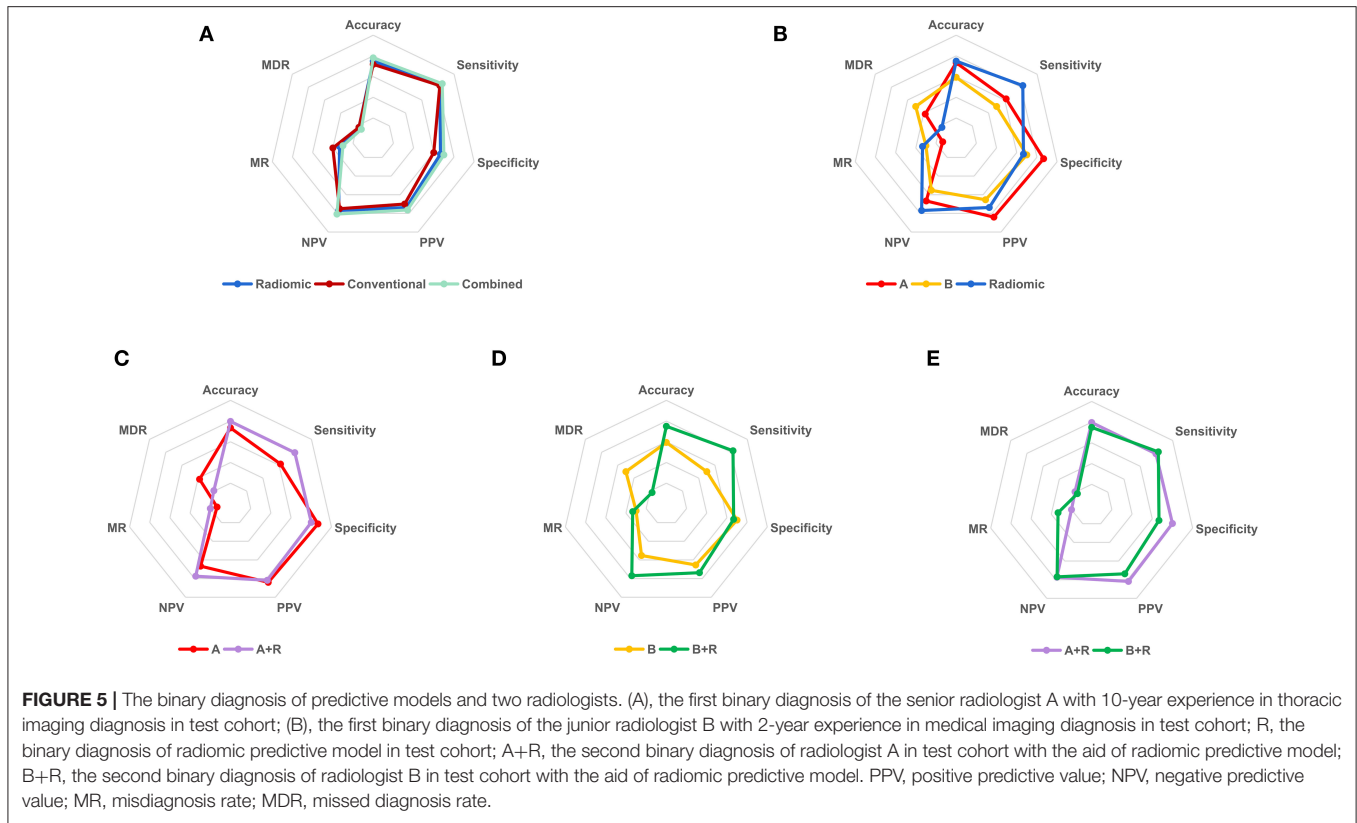 A
Accuracy
MDR
Sensitivity
MR
Specificity
NPV
PPV
Radiomic Conventional Combined
B
Accuracy
MDR
Sensitivity
MR
Specificity
NPV
PPV
A B Radiomic
C
Accuracy
MDR
Sensitivity
MR
Specificity
NPV
PPV
A A+R
D
Accuracy
MDR
Sensitivity
MR
Specificity
NPV
PPV
B B+R
E
Accuracy
MDR
Sensitivity
MR
Specificity
NPV
PPV
A+R B+R
FIGURE 5 | The binary diagnosis of predictive models and two radiologists. (A), the first binary diagnosis of the senior radiologist A with 10-year experience in thoracic
imaging diagnosis in test cohort; (B), the first binary diagnosis of the junior radiologist B with 2-year experience in medical imaging diagnosis in test cohort; R, the
binary diagnosis of radiomic predictive model in test cohort; A+R, the second binary diagnosis of radiologist A in test cohort with the aid of radiomic predictive model;
B+R, the second binary diagnosis of radiologist B in test cohort with the aid of radiomic predictive model. PPV, positive predictive value; NPV, negative predictive
value; MR, misdiagnosis rate; MDR, missed diagnosis rate.